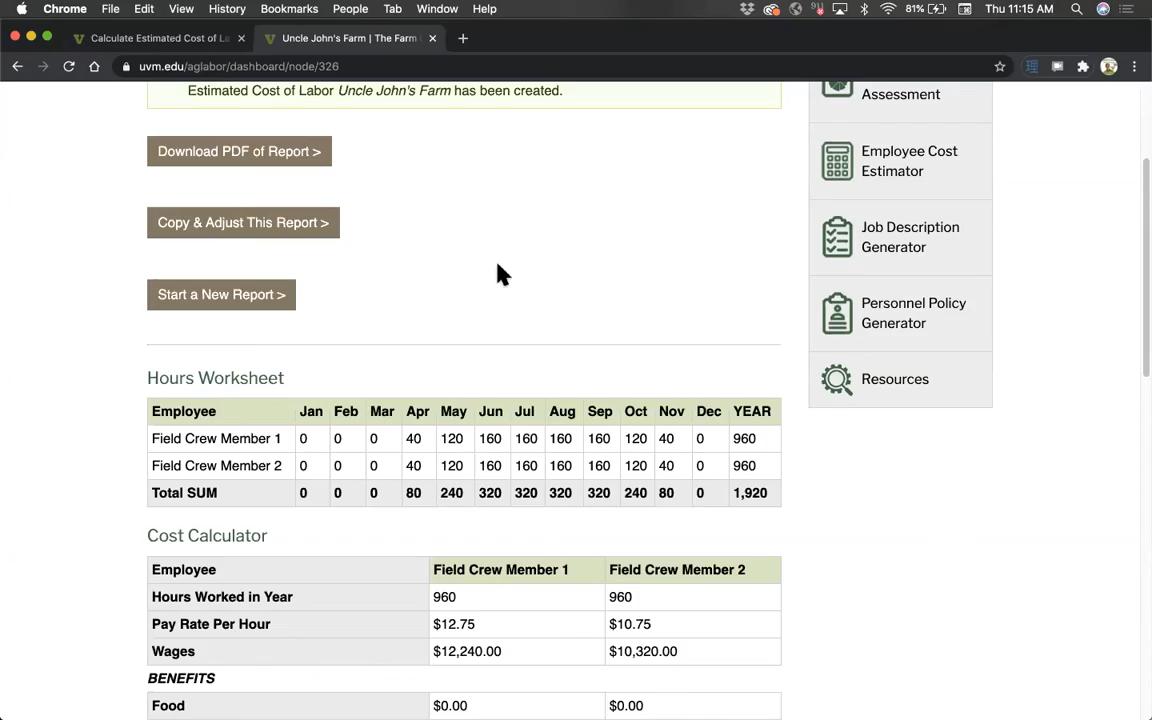 Chrome File Edit View History Bookmarks People Tab Window Help 81% Thu 11:15 AM
Calculate Estimated Cost of La Uncle John's Farm | The Farm
uvm.edu/aglabor/dashboard/node/326
Estimated Cost of Labor Uncle John's Farm has been created.
Assessment
Download PDF of Report >
Employee Cost
Estimator
Copy & Adjust This Report >
Job Description
Generator
Start a New Report >
Personnel Policy
Generator
Resources
Hours Worksheet
Employee Jan Feb Mar Apr May Jun Jul Aug Sep Oct Nov Dec YEAR
Field Crew Member 1 0 0 0 40 120 160 160 160 160 120 40 0 960
Field Crew Member 2 0 0 0 40 120 160 160 160 160 120 40 0 960
Total SUM 0 0 0 80 240 320 320 320 320 240 80 0 1,920
Cost Calculator
Employee Field Crew Member 1 Field Crew Member 2
Hours Worked in Year 960 960
Pay Rate Per Hour $12.75 $10.75
Wages $12,240.00 $10,320.00
BENEFITS
Food $0.00 $0.00